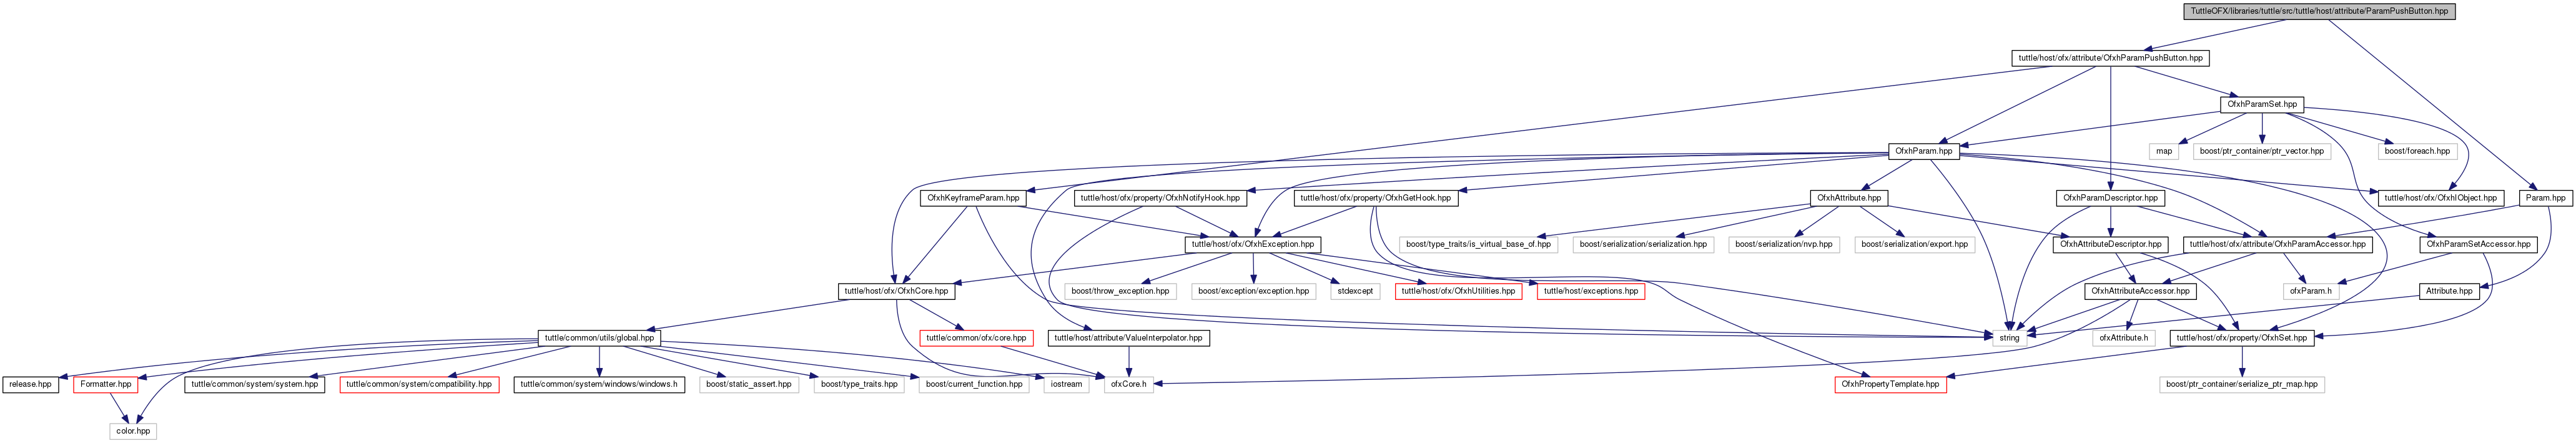 TuttleOFX/libraries/tuttle/src/tuttle/host/attribute/ParamPushButton.hpp
tuttle/host/ofx/attribute/OfxhParamPushButton.hpp
OfxhParamSet.hpp
OfxhParam.hpp
map
boost/ptr_container/ptr_vector.hpp
boost/foreach.hpp
OfxhKeyframeParam.hpp
tuttle/host/ofx/property/OfxhNotifyHook.hpp
tuttle/host/ofx/property/OfxhGetHook.hpp
OfxhAttribute.hpp
OfxhParamDescriptor.hpp
tuttle/host/ofx/OfxhIObject.hpp
Param.hpp
tuttle/host/ofx/OfxhException.hpp
boost/type_traits/is_virtual_base_of.hpp
boost/serialization/serialization.hpp
boost/serialization/nvp.hpp
boost/serialization/export.hpp
OfxhAttributeDescriptor.hpp
tuttle/host/ofx/attribute/OfxhParamAccessor.hpp
OfxhParamSetAccessor.hpp
tuttle/host/ofx/OfxhCore.hpp
boost/throw_exception.hpp
boost/exception/exception.hpp
stdexcept
tuttle/host/ofx/OfxhUtilities.hpp
tuttle/host/exceptions.hpp
OfxhAttributeAccessor.hpp
ofxParam.h
Attribute.hpp
tuttle/common/utils/global.hpp
tuttle/common/ofx/core.hpp
tuttle/host/attribute/ValueInterpolator.hpp
string
ofxAttribute.h
tuttle/host/ofx/property/OfxhSet.hpp
release.hpp
Formatter.hpp
tuttle/common/system/system.hpp
tuttle/common/system/compatibility.hpp
tuttle/common/system/windows/windows.h
boost/static_assert.hpp
boost/type_traits.hpp
boost/current_function.hpp
iostream
ofxCore.h
OfxhPropertyTemplate.hpp
boost/ptr_container/serialize_ptr_map.hpp
color.hpp